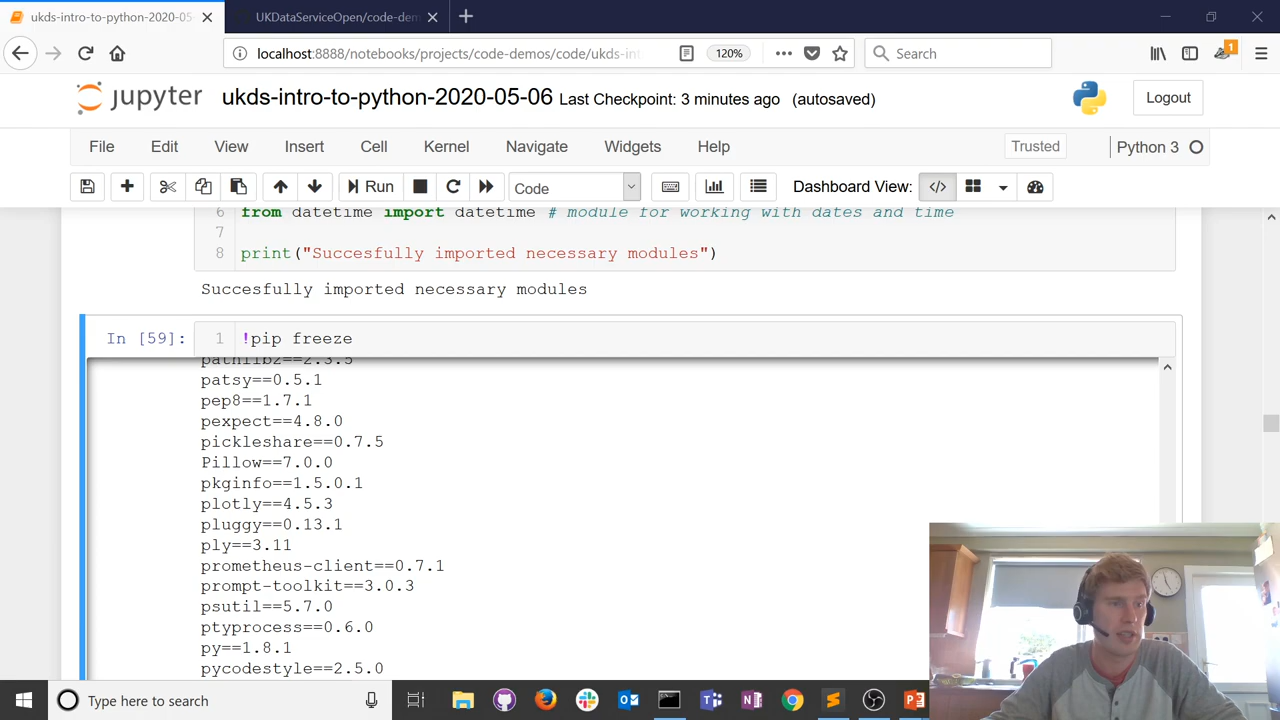 ukds-intro-to-python-2020-05
UKDataServiceOpen/code-dem
localhost:8888/notebooks/projects/code-demos/code/ukds-int
120%
Search
1
jupyter
ukds-intro-to-python-2020-05-06
Last Checkpoint: 3 minutes ago
(autosaved)
Logout
File
Edit
View
Insert
Cell
Kernel
Navigate
Widgets
Help
Trusted
Python 3
Run
Code
Dashboard View:
6 from datetime import datetime # module for working with dates and time
7
8 print("Succesfully imported necessary modules")
Succesfully imported necessary modules
In [59]:
1 !pip freeze
pathlib2==2.3.5
patsy==0.5.1
pep8==1.7.1
pexpect==4.8.0
pickleshare==0.7.5
Pillow==7.0.0
pkginfo==1.5.0.1
plotly==4.5.3
pluggy==0.13.1
ply==3.11
prometheus-client==0.7.1
prompt-toolkit==3.0.3
psutil==5.7.0
ptyprocess==0.6.0
py==1.8.1
pycodestyle==2.5.0
Type here to search